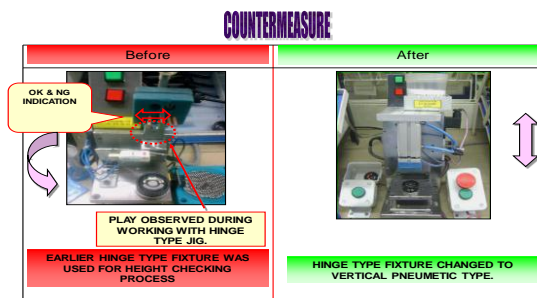 COUNTERMEASURE
Before
After
OK & NG
INDICATION
PLAY OBSERVED DURING
WORKING WITH HINGE
TYPE JIG.
EARLIER HINGE TYPE FIXTURE WAS
USED FOR HEIGHT CHECKING
PROCESS
HINGE TYPE FIXTURE CHANGED TO
VERTICAL PNEUMETIC TYPE.